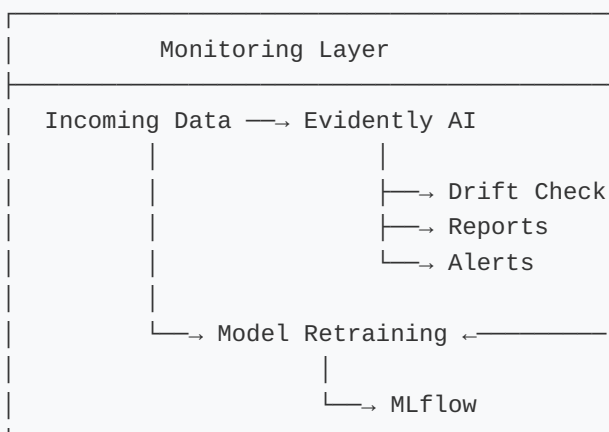 Monitoring Layer
Incoming Data ──→ Evidently AI
├──→ Drift Check
├──→ Reports
└──→ Alerts
└──→ Model Retraining ←────────
└──→ MLflow